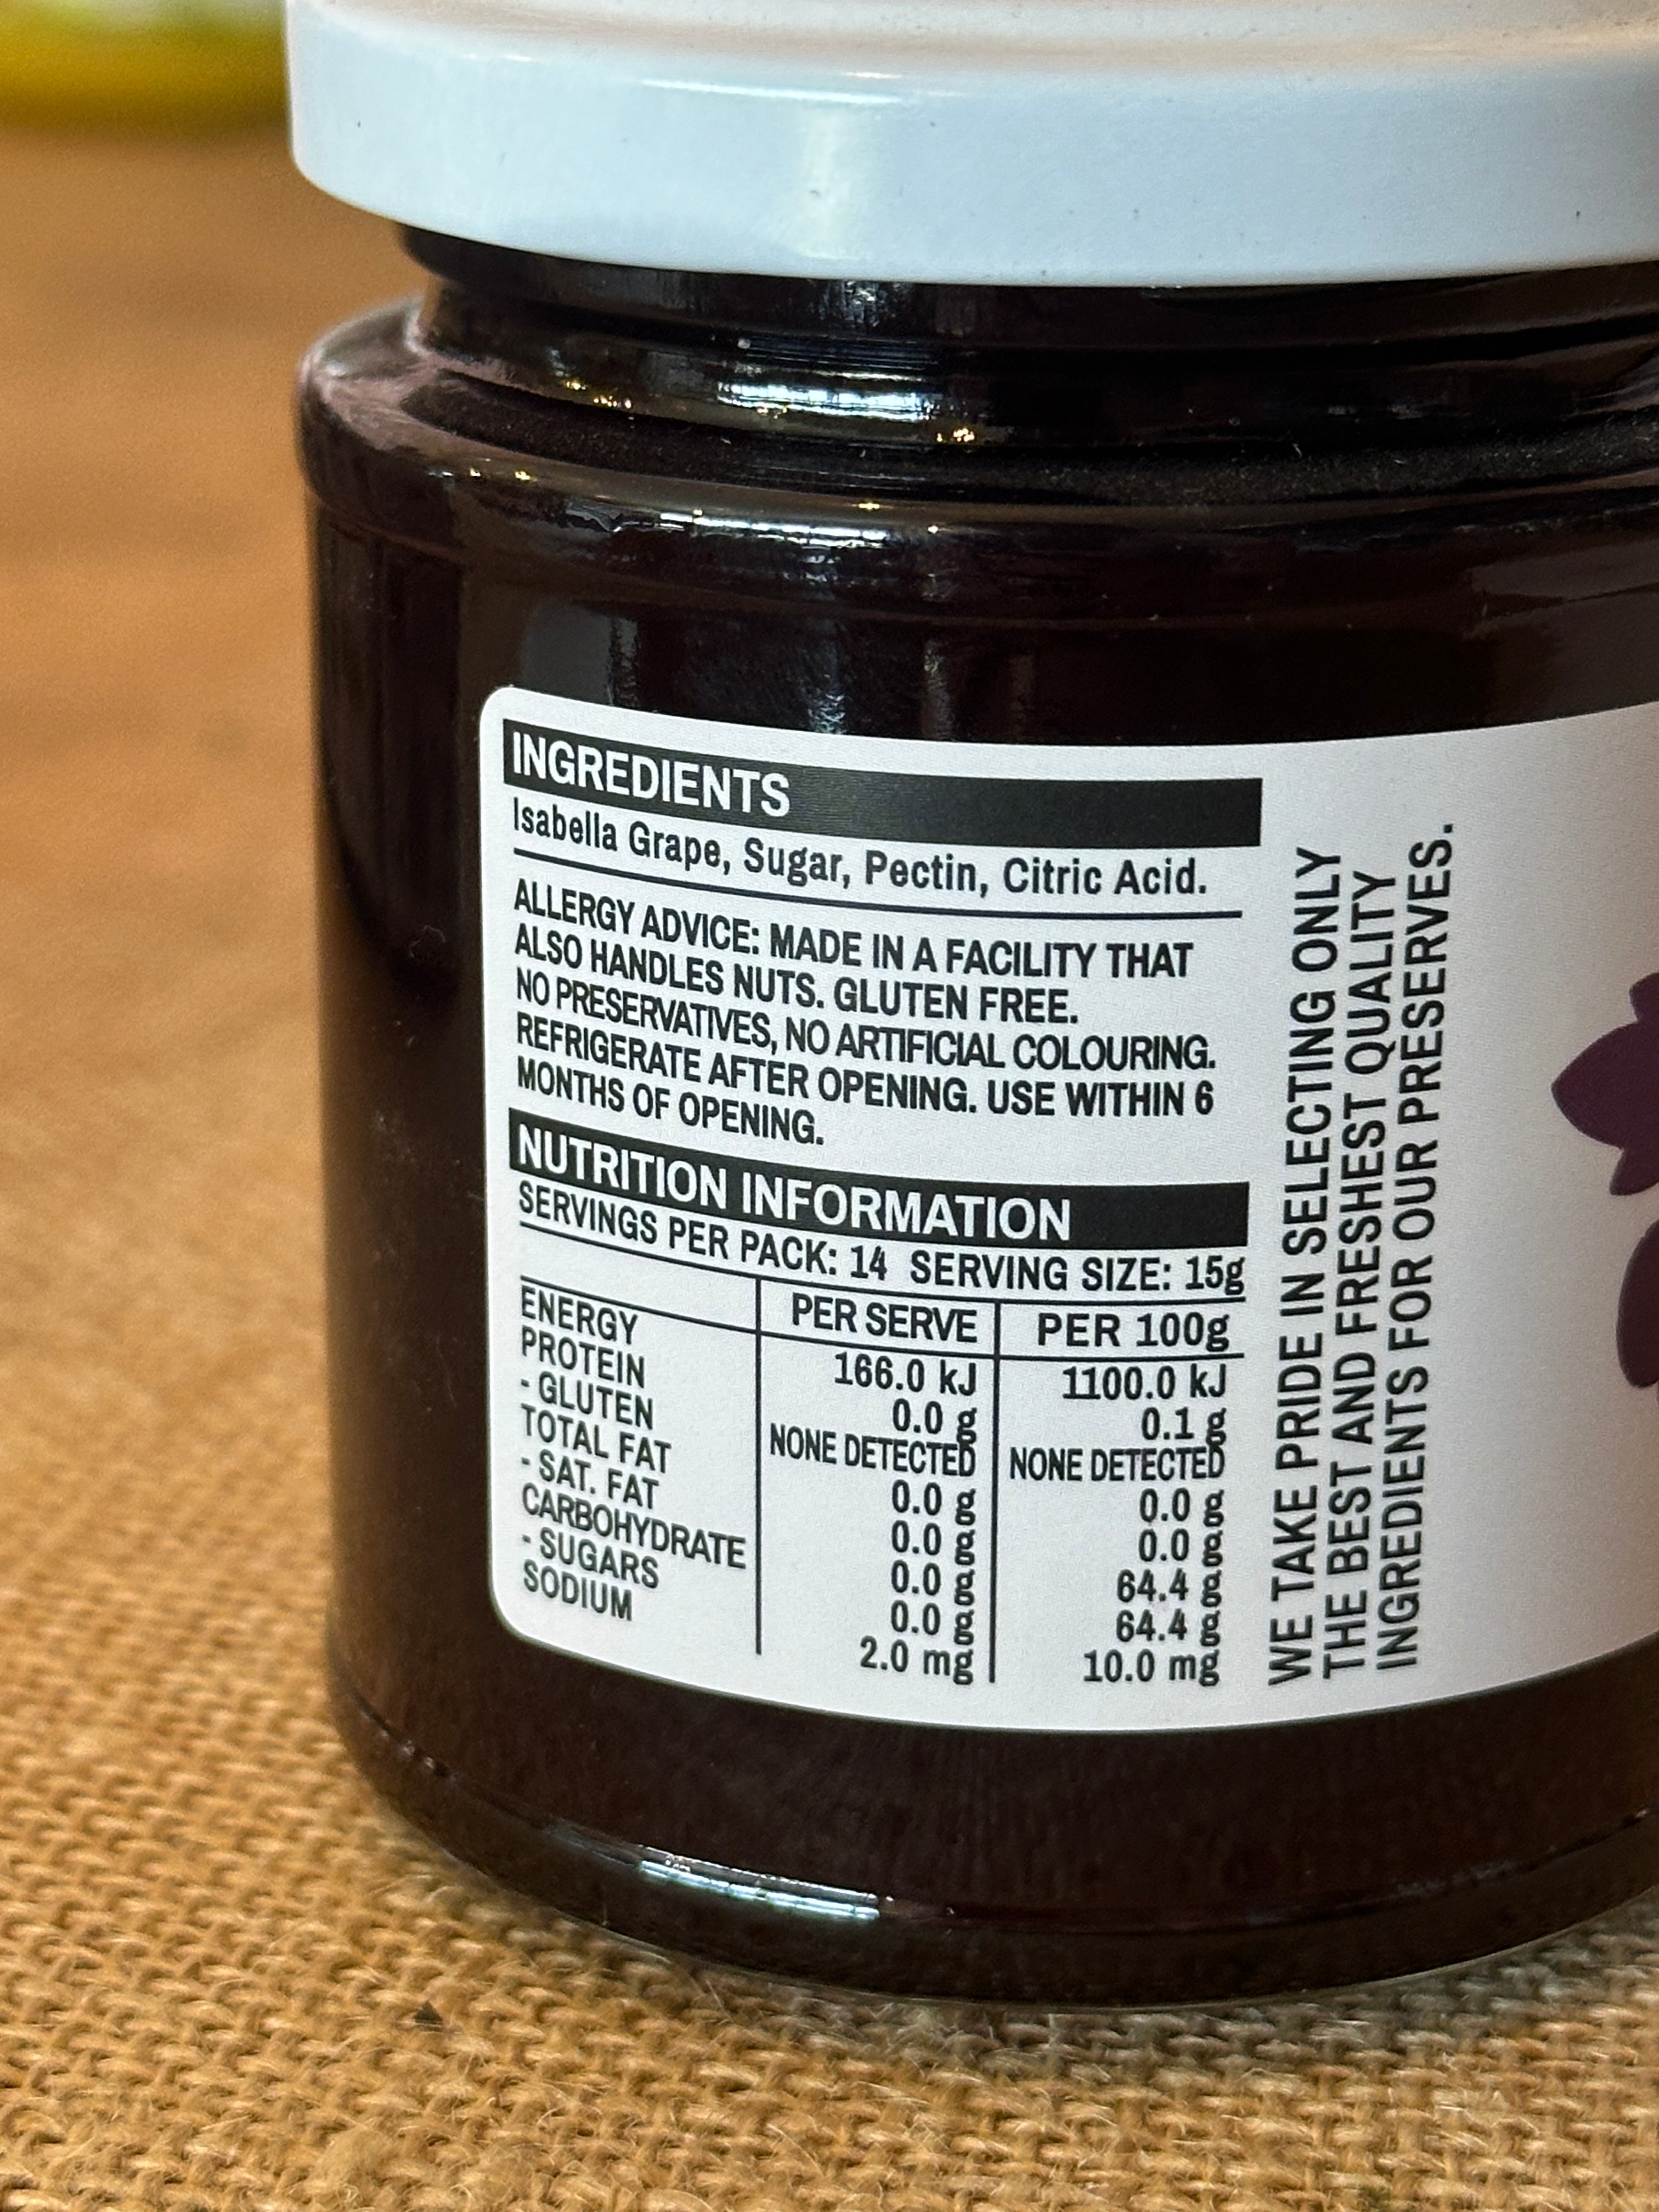 INGREDIENTS
Isabella Grape, Sugar, Pectin, Citric Acid.
ALLERGY ADVICE: MADE IN A FACILITY THAT
ALSO HANDLES NUTS. GLUTEN FREE.
NO PRESERVATIVES, NO ARTIFICIAL COLOURING.
REFRIGERATE AFTER OPENING. USE WITHIN 6
MONTHS OF OPENING.
NUTRITION INFORMATION
SERVINGS PER PACK: 14 SERVING SIZE: 15g
PER SERVE PER 100g
ENERGY 166.0 kJ 1100.0 kJ
PROTEIN 0.0 g 0.1 g
- GLUTEN NONE DETECTED NONE DETECTED
TOTAL FAT 0.0 g 0.0 g
- SAT. FAT 0.0 g 0.0 g
CARBOHYDRATE 0.0 g 64.4 g
- SUGARS 0.0 g 64.4 g
SODIUM 2.0 mg 10.0 mg
WE TAKE PRIDE IN SELECTING ONLY
THE BEST AND FRESHEST QUALITY
INGREDIENTS FOR OUR PRESERVES.